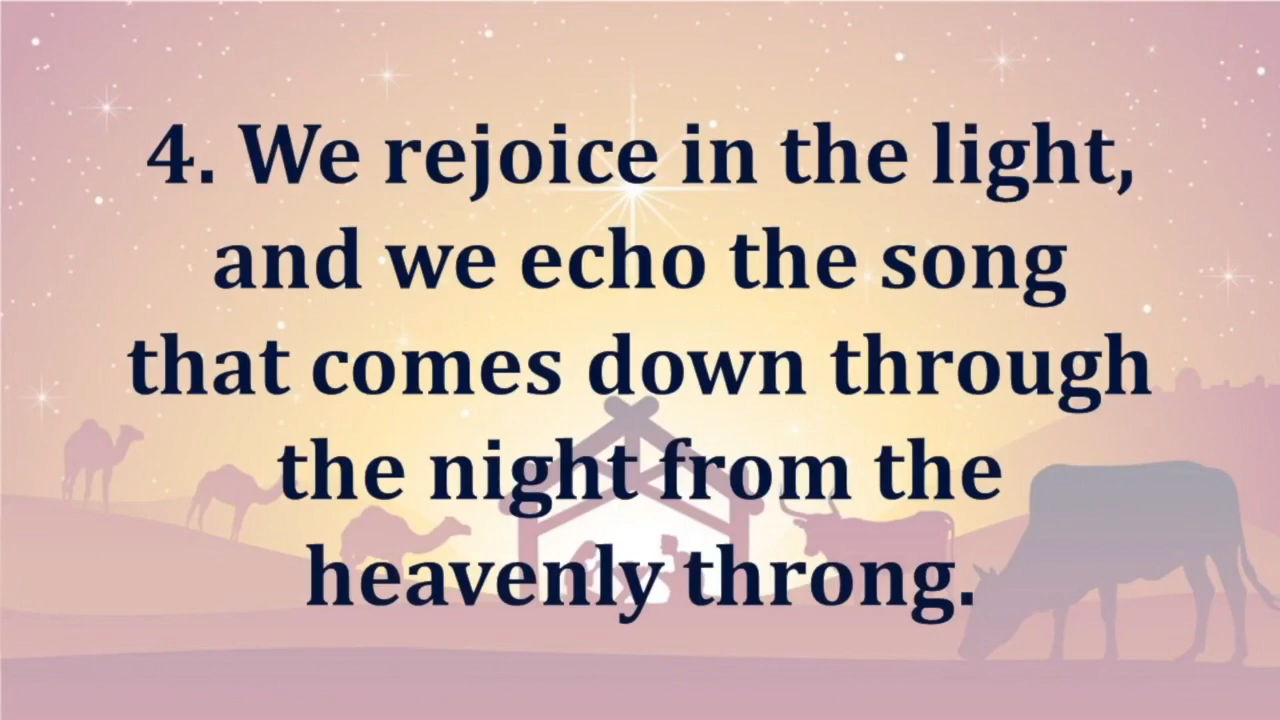 4. We rejoice in the light,
and we echo the song
that comes down through
the night from the
heavenly throng.